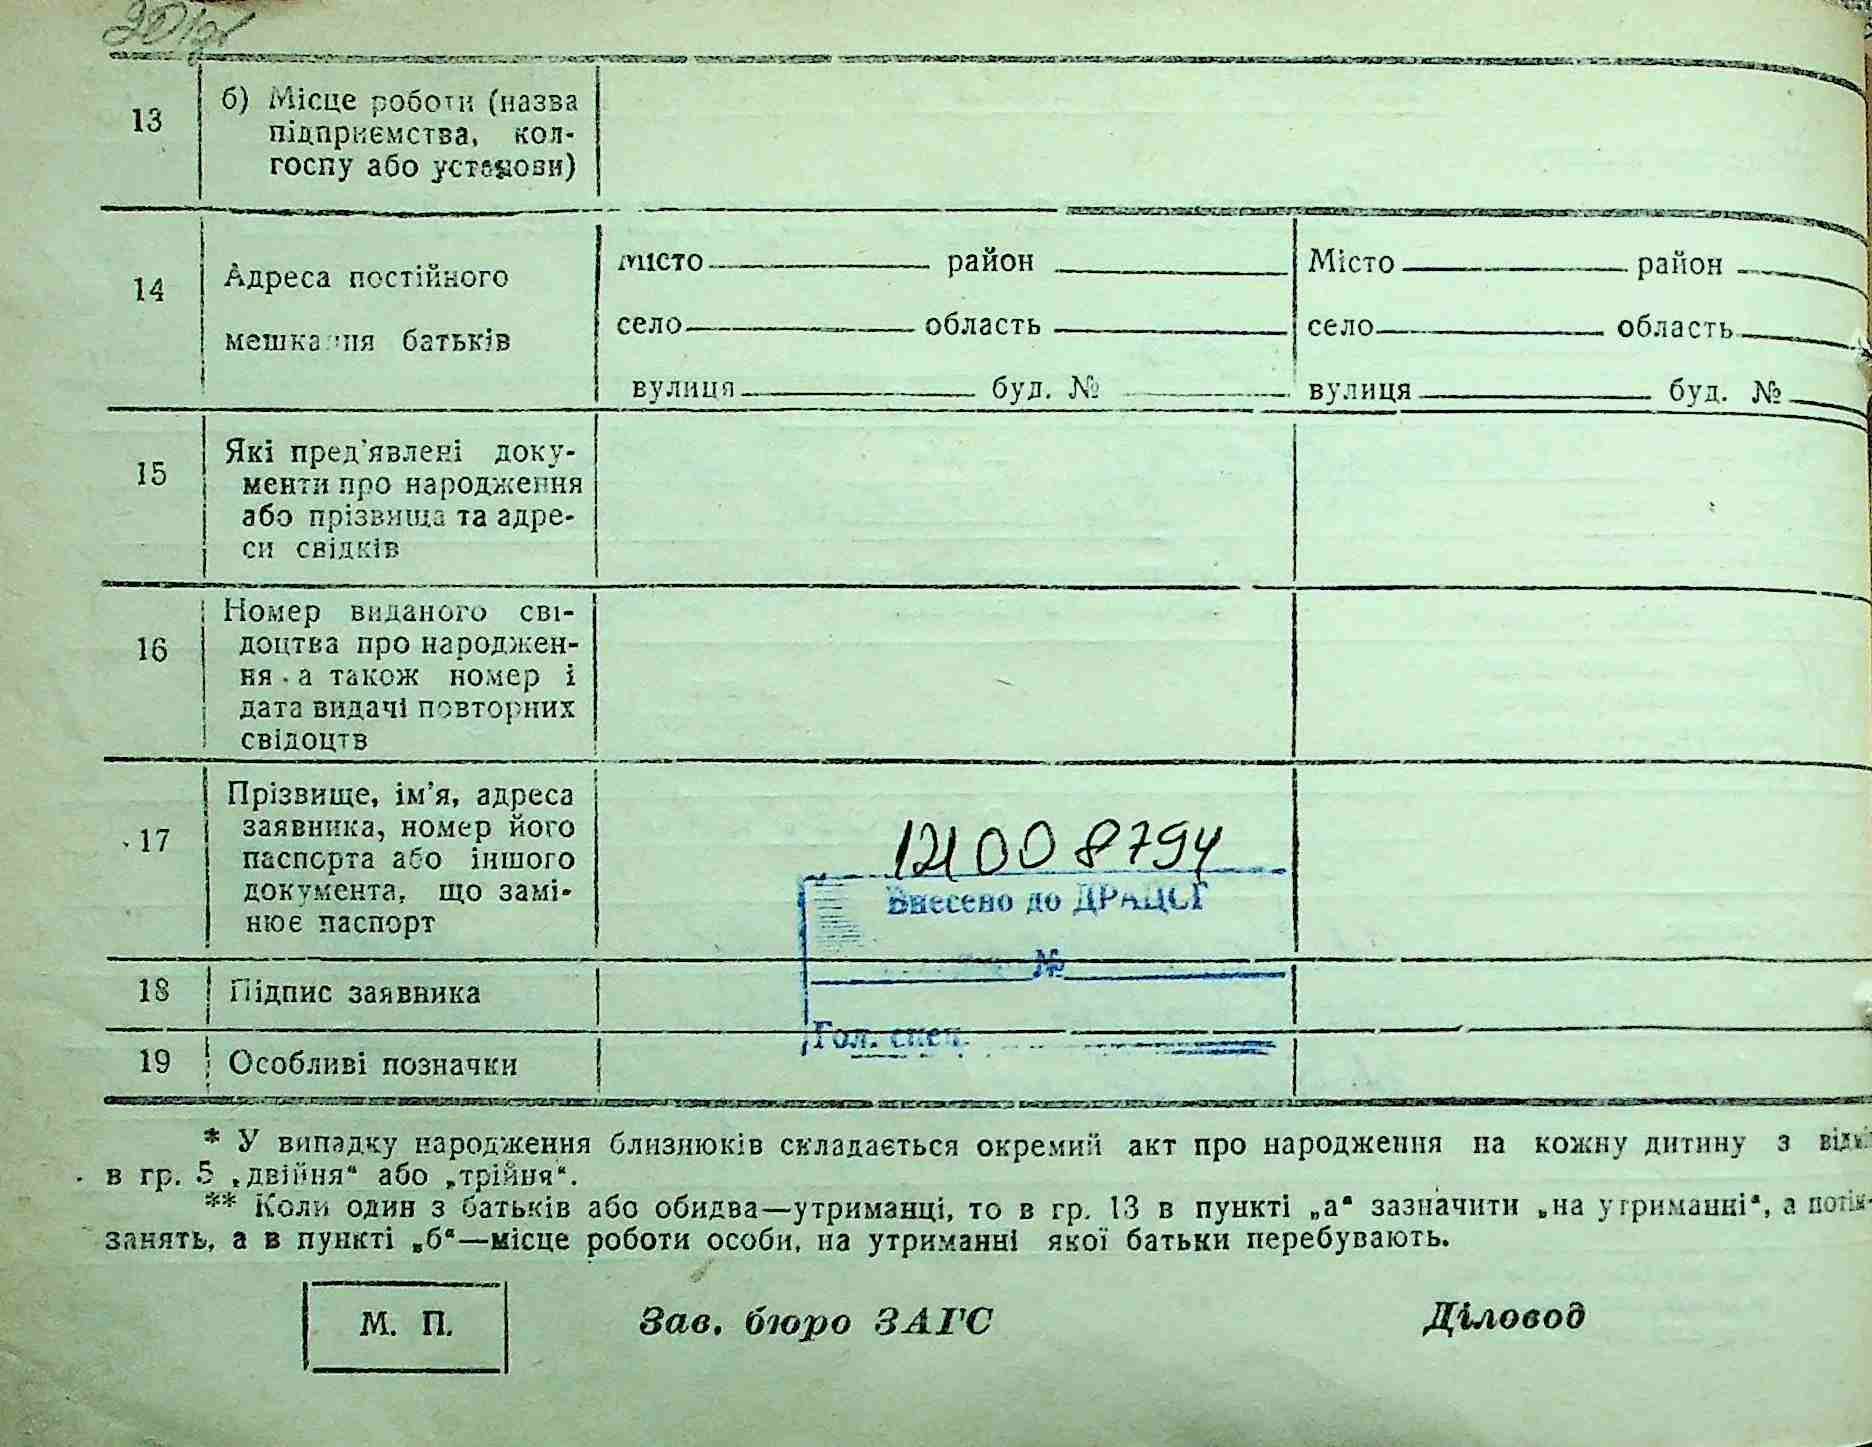 13
б) Місце роботи (назва
підприємства, кол-
госпу або установи)
14
Адреса постійного
мешкання батьків
місто район
село область
вулиця буд. №
Місто район
село область
вулиця буд. №
15
Які пред'явлені доку-
менти про народження
або прізвища та адре-
си свідків
16
Номер виданого сві-
доцтва про народжен-
ня а також номер і
дата видачі повторних
свідоцтв
17
Прізвище, ім'я, адреса
заявника, номер його
паспорта або іншого
документа, що замі-
нює паспорт
121008794
Внесено до ДРАЦСГ
№
Гол. спец.
18
Підпис заявника
19
Особливі позначки
* У випадку народження близнюків складається окремий акт про народження на кожну дитину з
в гр. 5 „двійня“ або „трійня“.
** Коли один з батьків або обидва—утриманці, то в гр. 13 в пункті „а“ зазначити „на утриманні“, а потім
занять, а в пункті „б“—місце роботи особи, на утриманні якої батьки перебувають.
М. П.
Зав. бюро ЗАГС
Діловод